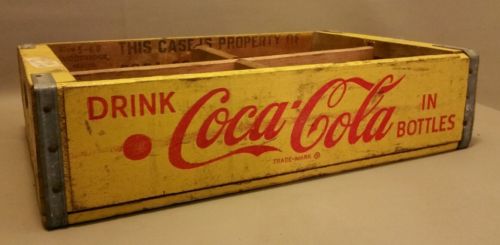 THIS CASE IS PROPERTY OF
DRINK Coca-Cola IN BOTTLES
TRADE-MARK ®